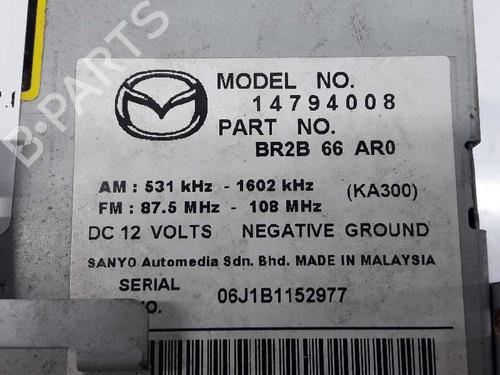 MODEL NO.
14794008
PART NO.
BR2B 66 AR0
AM : 531 kHz - 1602 kHz (KA300)
FM : 87.5 MHz - 108 MHz
DC 12 VOLTS NEGATIVE GROUND
SANYO Automedia Sdn. Bhd. MADE IN MALAYSIA
SERIAL
NO. 06J1B1152977